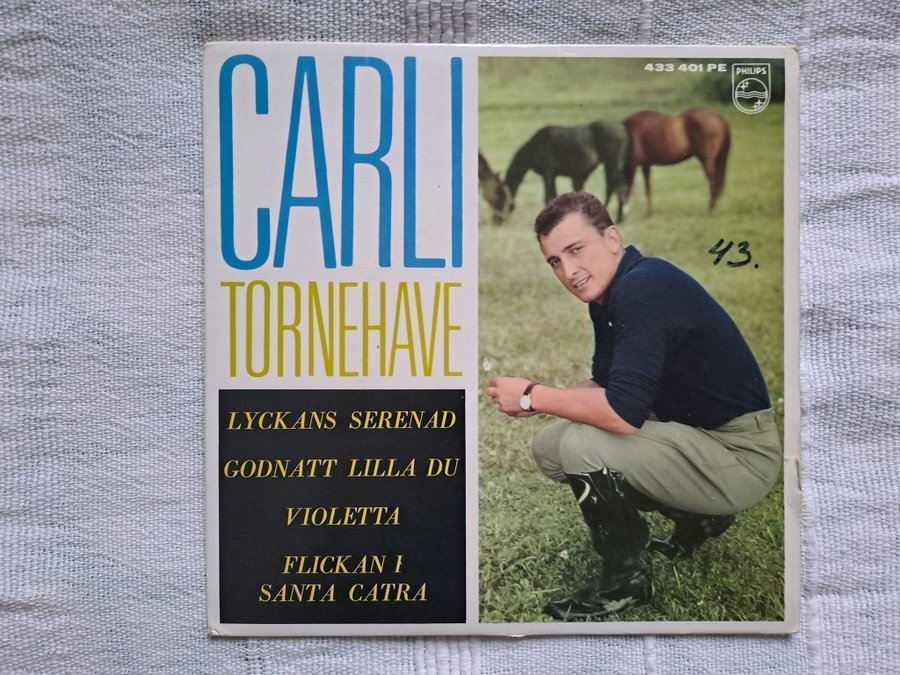 CARLI
TORNEHAVE
LYCKANS SERENAD
GODNATT LILLA DU
VIOLETTA
FLICKAN I
SANTA CATRA
433 401 PE
PHILIPS
43.